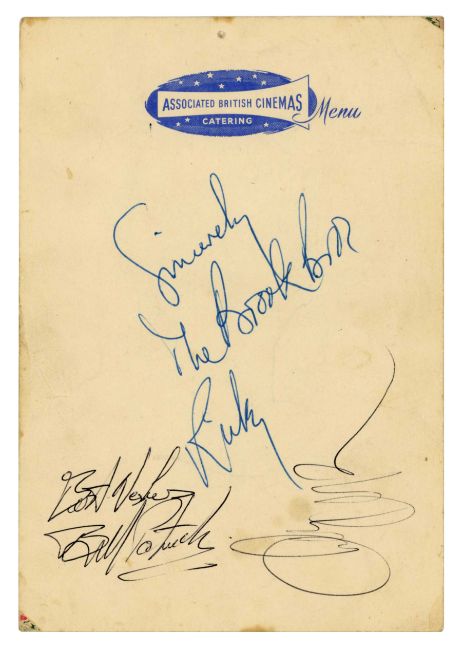 ASSOCIATED BRITISH CINEMAS
CATERING
Menu
Sincerely
The Brook Bros
Ricky
Best Wishes